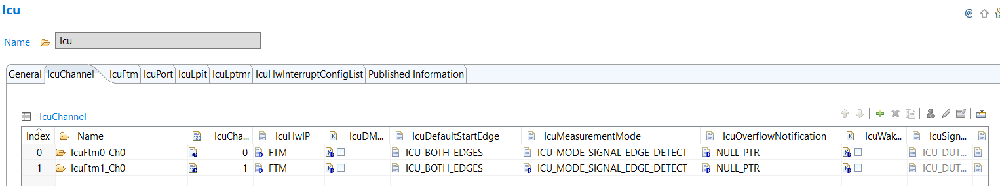 Icu
Name Icu
General IcuChannel IcuFtm IcuPort IcuLpit IcuLptmr IcuHwInterruptConfigList Published Information
IcuChannel
Index Name IcuCha... IcuHwIP IcuDM... IcuDefaultStartEdge IcuMeasurementMode IcuOverflowNotification IcuWak... IcuSign...
0 IcuFtm0_Ch0 0 FTM ICU_BOTH_EDGES ICU_MODE_SIGNAL_EDGE_DETECT NULL_PTR ICU_DUT...
1 IcuFtm1_Ch0 1 FTM ICU_BOTH_EDGES ICU_MODE_SIGNAL_EDGE_DETECT NULL_PTR ICU_DUT...